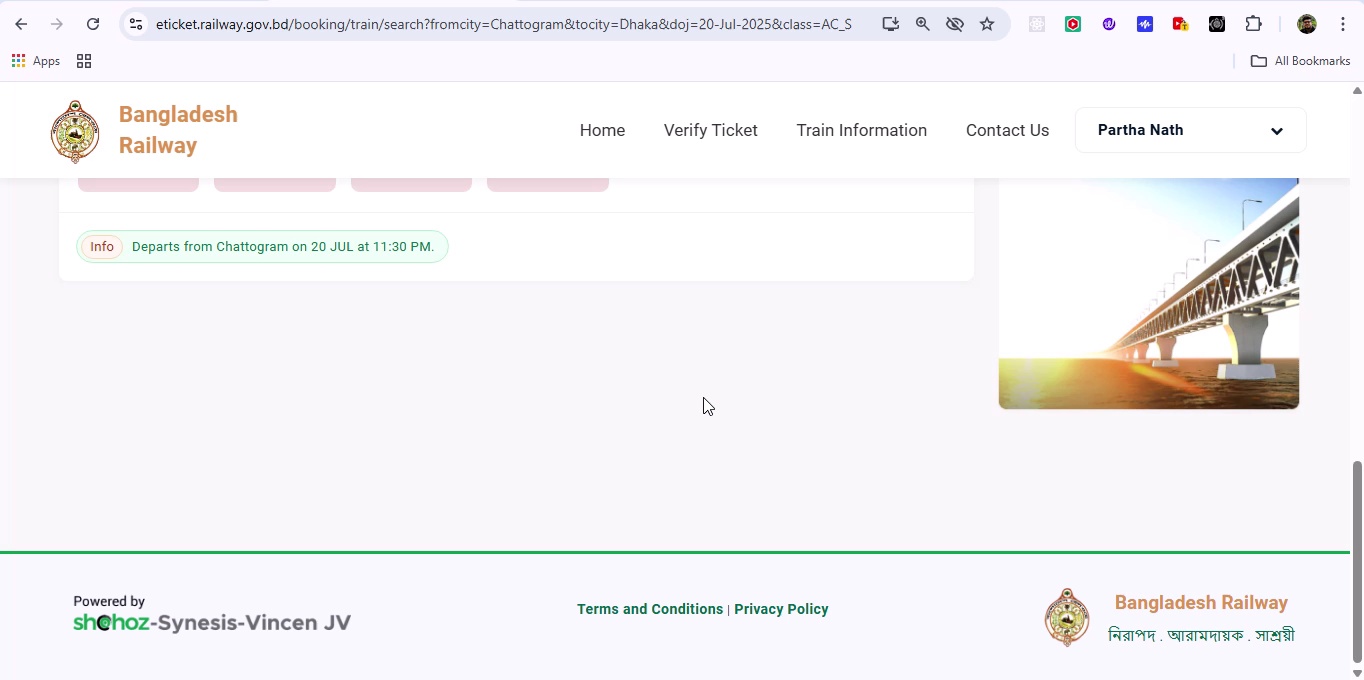 eticket.railway.gov.bd/booking/train/search?fromcity=Chattogram&tocity=Dhaka&doj=20-Jul-2025&class=AC_S
Apps
All Bookmarks
Bangladesh
Railway
Home
Verify Ticket
Train Information
Contact Us
Partha Nath
Info
Departs from Chattogram on 20 JUL at 11:30 PM.
Powered by
shohoz-Synesis-Vincen JV
Terms and Conditions | Privacy Policy
Bangladesh Railway
নিরাপদ . আরামদায়ক . সাশ্রয়ী